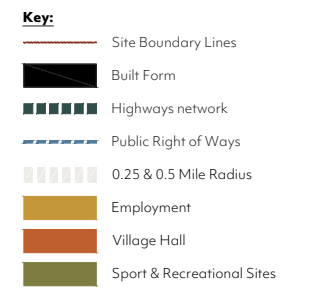 Key:
Site Boundary Lines
Built Form
Highways network
Public Right of Ways
0.25 & 0.5 Mile Radius
Employment
Village Hall
Sport & Recreational Sites